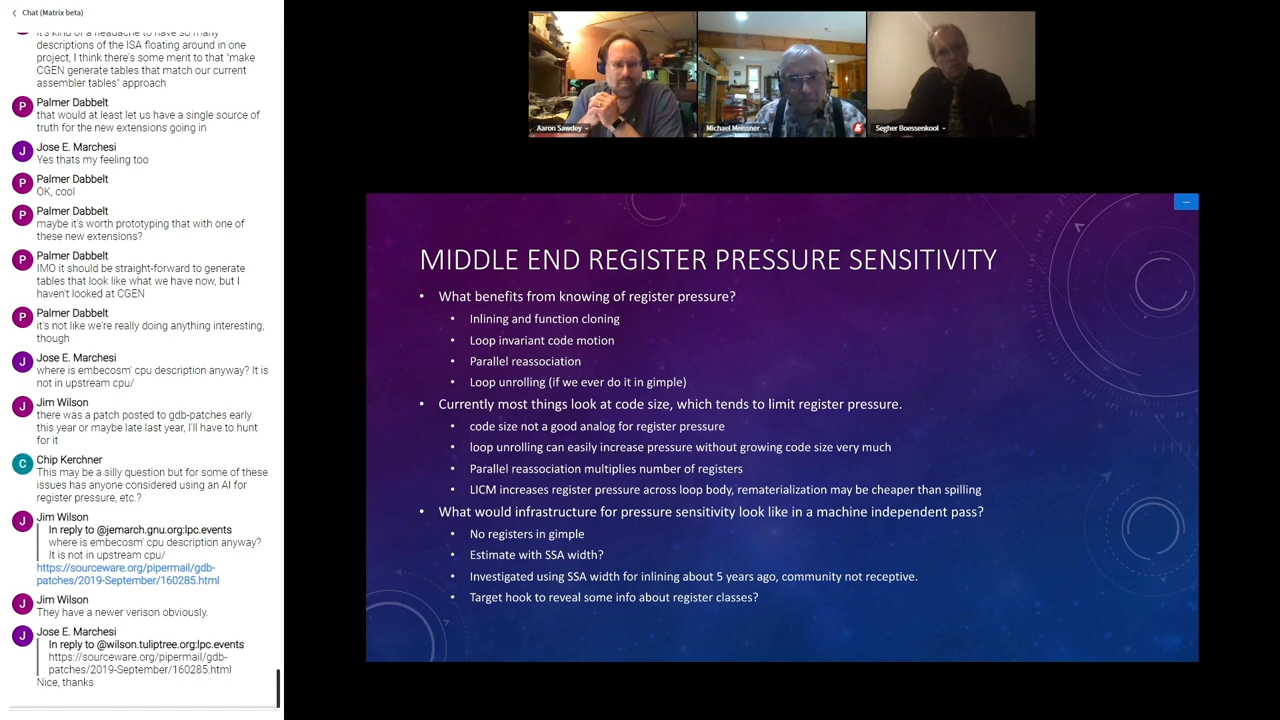 Chat (Matrix beta)
it's kind of a headache to have so many
descriptions of the ISA floating around in one
project, I think there's some merit to that "make
CGEN generate tables that match our current
assembler tables" approach
P
Palmer Dabbelt
that would at least let us have a single source of
truth for the new extensions going in
J
Jose E. Marchesi
Yes thats my feeling too
P
Palmer Dabbelt
OK, cool
P
Palmer Dabbelt
maybe it's worth prototyping that with one of
these new extensions?
P
Palmer Dabbelt
IMO it should be straight-forward to generate
tables that look like what we have now, but I
haven't looked at CGEN
P
Palmer Dabbelt
it's not like we're really doing anything interesting,
though
J
Jose E. Marchesi
where is embecosm' cpu description anyway? It is
not in upstream cpu/
J
Jim Wilson
there was a patch posted to gdb-patches early
this year or maybe late last year, I'll have to hunt
for it
C
Chip Kerchner
This may be a silly question but for some of these
issues has anyone considered using an AI for
register pressure, etc.?
J
Jim Wilson
In reply to @jemarch.gnu.org:lpc.events
where is embecosm' cpu description anyway?
It is not in upstream cpu/
https://sourceware.org/pipermail/gdb-
patches/2019-September/160285.html
J
Jim Wilson
They have a newer verison obviously.
J
Jose E. Marchesi
In reply to @wilson.tuliptree.org:lpc.events
https://sourceware.org/pipermail/gdb-
patches/2019-September/160285.html
Nice, thanks
Aaron Sawdey
Michael Meissner
Segher Boessenkool
MIDDLE END REGISTER PRESSURE SENSITIVITY
• What benefits from knowing of register pressure?
• Inlining and function cloning
• Loop invariant code motion
• Parallel reassociation
• Loop unrolling (if we ever do it in gimple)
• Currently most things look at code size, which tends to limit register pressure.
• code size not a good analog for register pressure
• loop unrolling can easily increase pressure without growing code size very much
• Parallel reassociation multiplies number of registers
• LICM increases register pressure across loop body, rematerialization may be cheaper than spilling
• What would infrastructure for pressure sensitivity look like in a machine independent pass?
• No registers in gimple
• Estimate with SSA width?
• Investigated using SSA width for inlining about 5 years ago, community not receptive.
• Target hook to reveal some info about register classes?